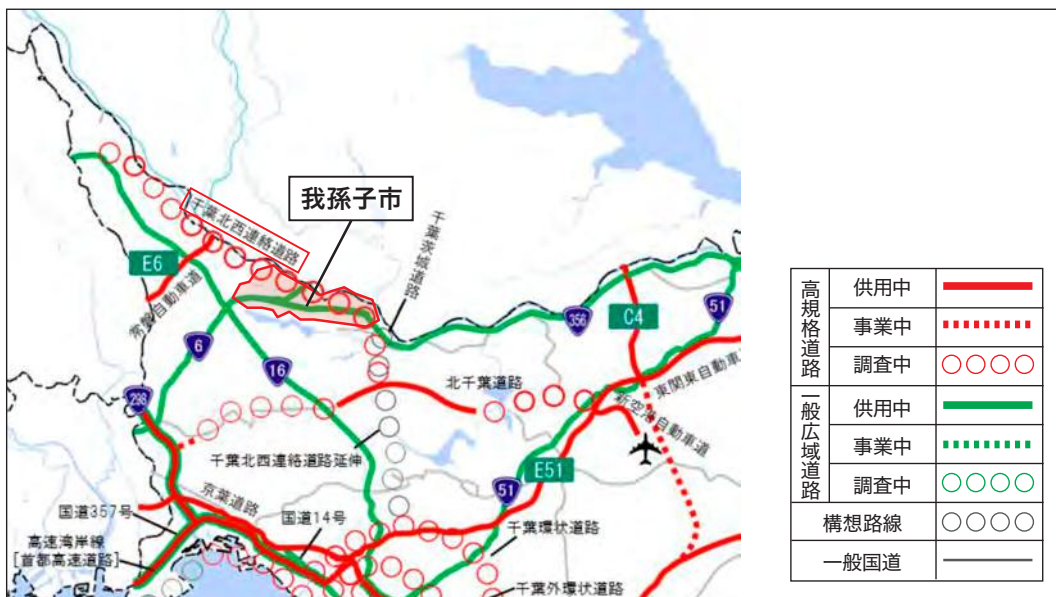 我孫子市
千葉北西連絡道路
千葉茨城道路
E6
常磐自動車道
6
16
298
356
C4
51
北千葉道路
東関東自動車
新空港自動車道
千葉北西連絡道路延伸
E51
51
京葉道路
国道357号
国道14号
高速湾岸線
[首都高速道路]
千葉環状道路
千葉外環状道路
高規格道路
供用中
事業中
調査中
一般広域道路
供用中
事業中
調査中
構想路線
一般国道